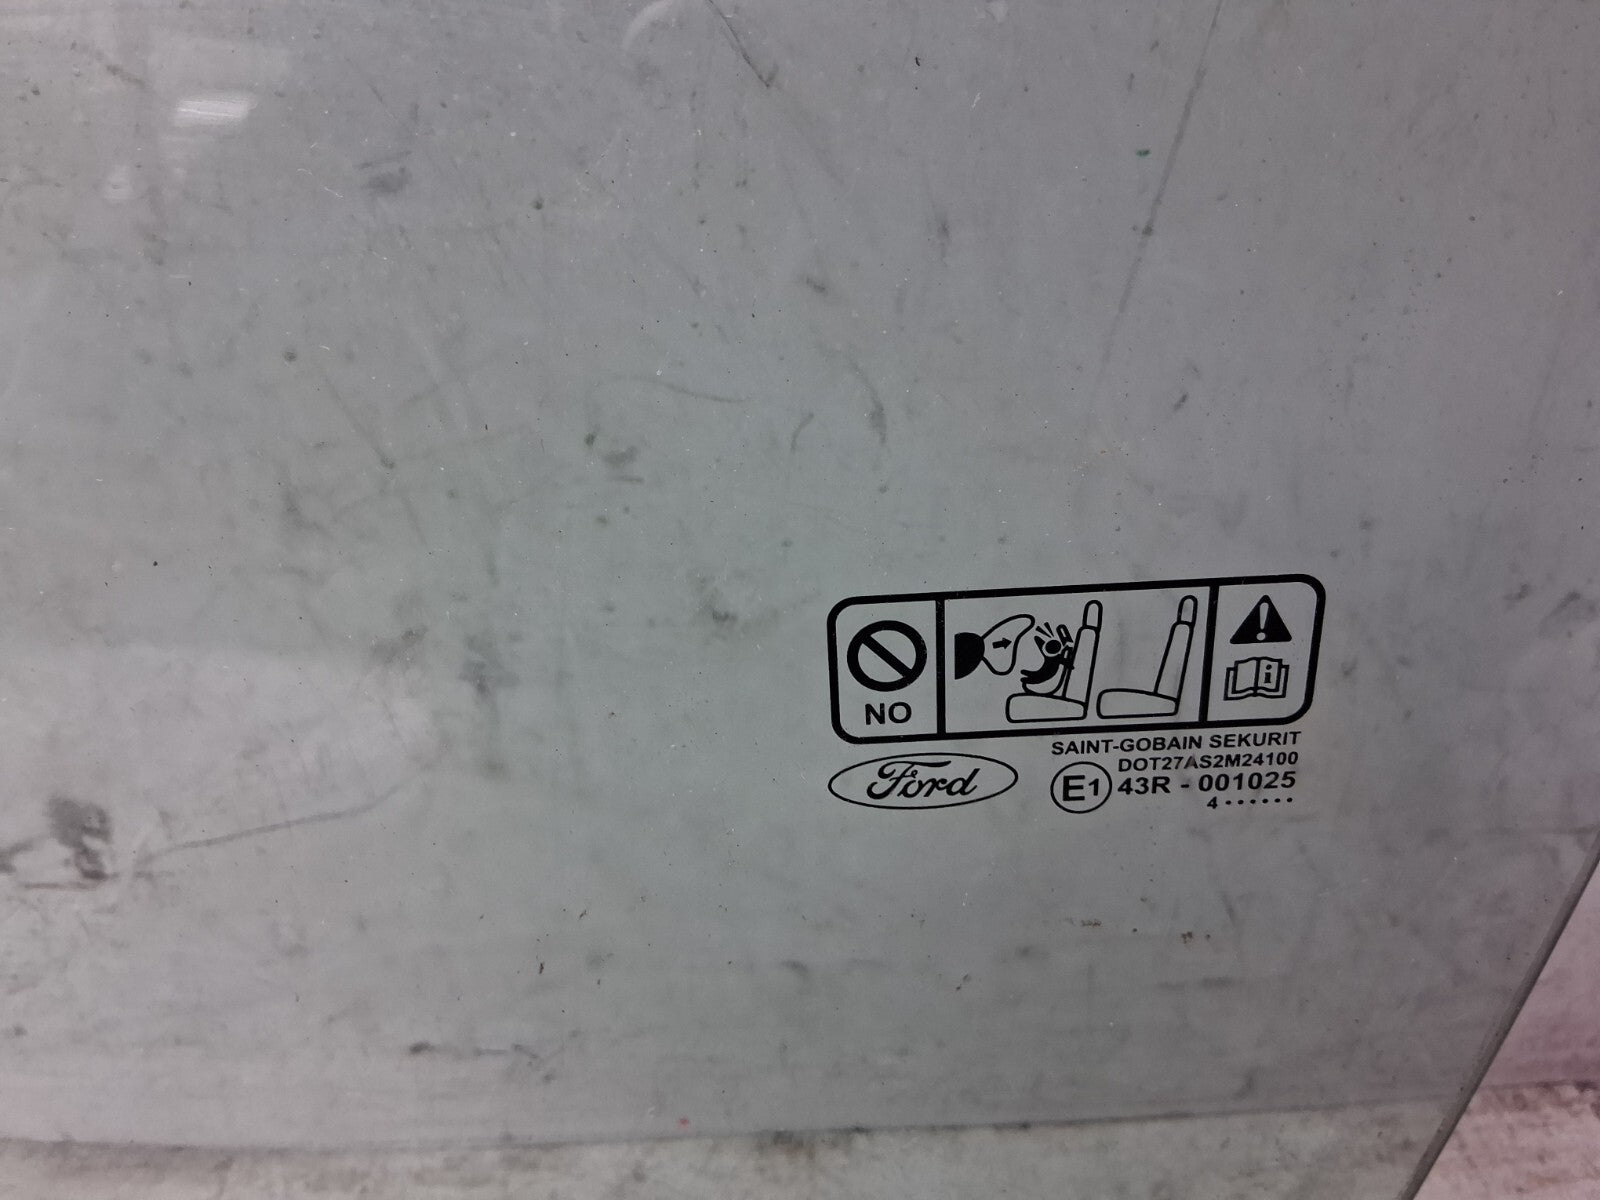 NO
Ford
SAINT-GOBAIN SEKURIT
DOT27AS2M24100
E1 43R - 001025
4 ······